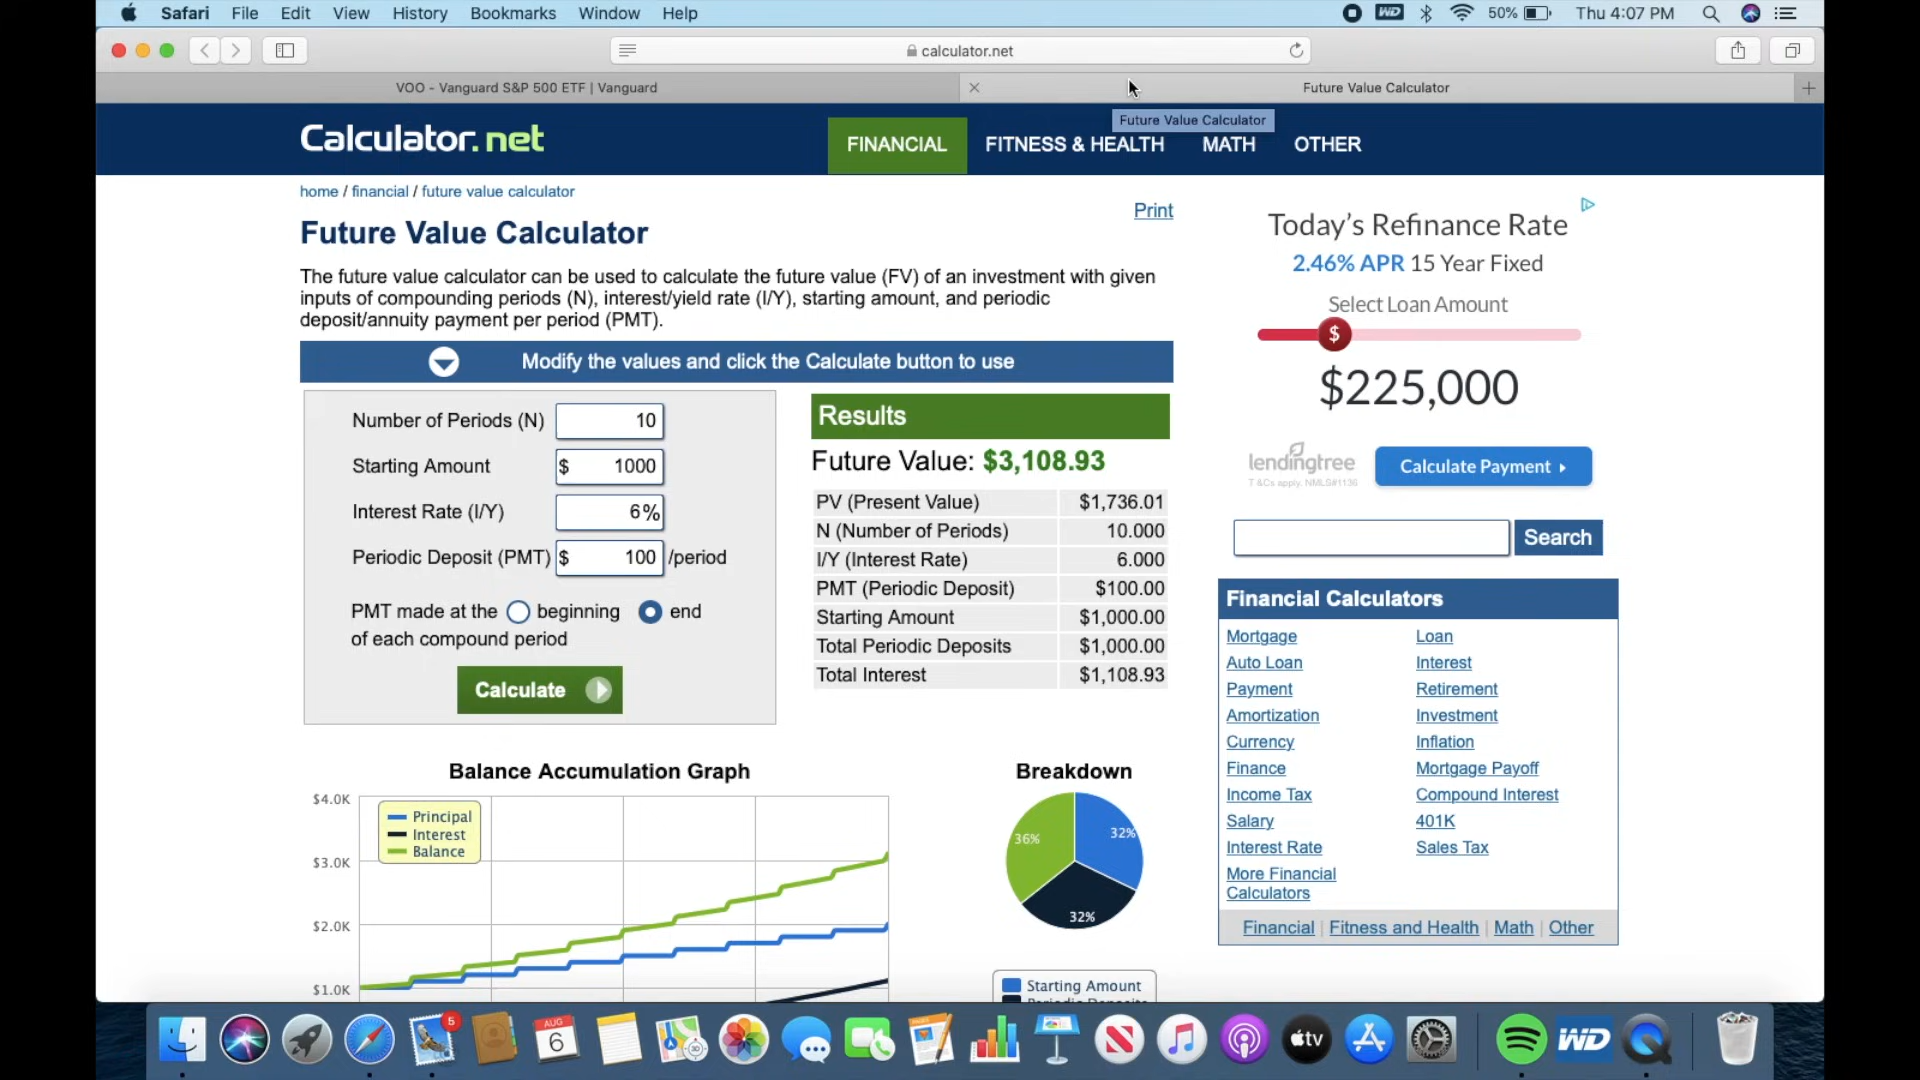 Safari File Edit View History Bookmarks Window Help
WD 50% Thu 4:07 PM
calculator.net
VOO - Vanguard S&P 500 ETF | Vanguard
Future Value Calculator
Future Value Calculator
Calculator.net
FINANCIAL FITNESS & HEALTH MATH OTHER
home / financial / future value calculator
Print
Future Value Calculator
The future value calculator can be used to calculate the future value (FV) of an investment with given
inputs of compounding periods (N), interest/yield rate (I/Y), starting amount, and periodic
deposit/annuity payment per period (PMT).
Modify the values and click the Calculate button to use
Number of Periods (N) 10
Starting Amount $ 1000
Interest Rate (I/Y) 6%
Periodic Deposit (PMT) $ 100 /period
PMT made at the beginning end
of each compound period
Calculate
Results
Future Value: $3,108.93
PV (Present Value) $1,736.01
N (Number of Periods) 10.000
I/Y (Interest Rate) 6.000
PMT (Periodic Deposit) $100.00
Starting Amount $1,000.00
Total Periodic Deposits $1,000.00
Total Interest $1,108.93
Balance Accumulation Graph
$4.0K
$3.0K
$2.0K
$1.0K
Principal
Interest
Balance
Breakdown
36%
32%
32%
Starting Amount
Periodic Deposits
Today's Refinance Rate
2.46% APR 15 Year Fixed
Select Loan Amount
$
$225,000
lendingtree
T &Cs apply. NMLS#1136
Calculate Payment
Search
Financial Calculators
Mortgage Loan
Auto Loan Interest
Payment Retirement
Amortization Investment
Currency Inflation
Finance Mortgage Payoff
Income Tax Compound Interest
Salary 401K
Interest Rate Sales Tax
More Financial
Calculators
Financial | Fitness and Health | Math | Other
5
AUG
6
tv
WD